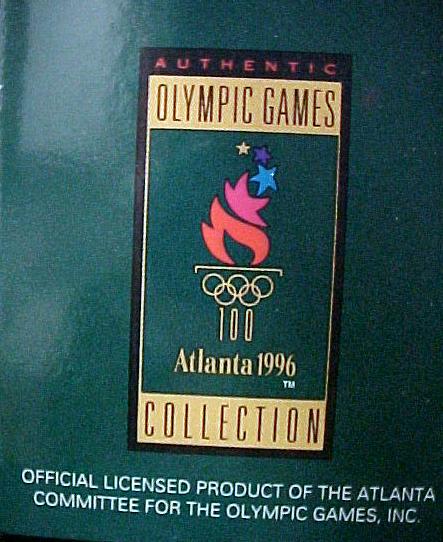 AUTHENTIC
OLYMPIC GAMES
100
Atlanta 1996
TM
COLLECTION
OFFICIAL LICENSED PRODUCT OF THE ATLANTA
COMMITTEE FOR THE OLYMPIC GAMES, INC.